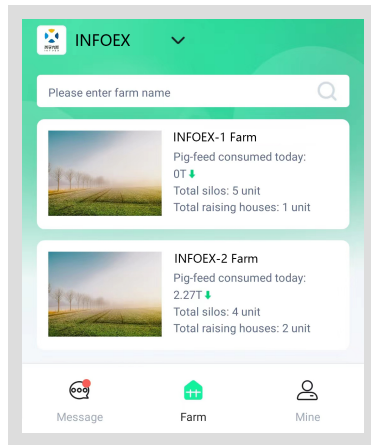 INFOEX
Please enter farm name
INFOEX-1 Farm
Pig-feed consumed today:
0T
Total silos: 5 unit
Total raising houses: 1 unit
INFOEX-2 Farm
Pig-feed consumed today:
2.27T
Total silos: 4 unit
Total raising houses: 2 unit
Message
Farm
Mine